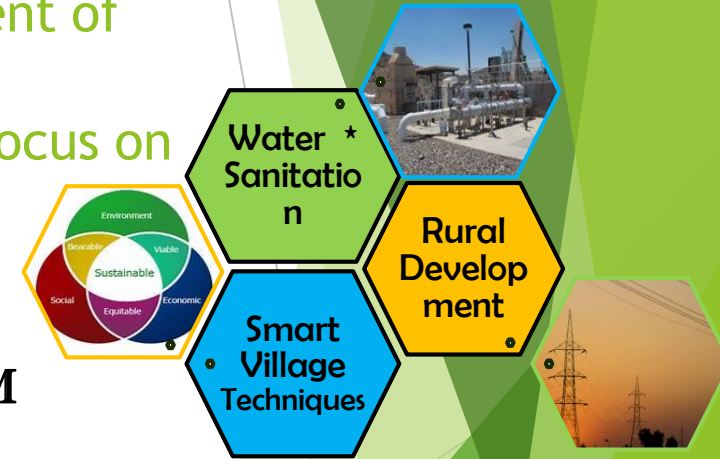 ent of
ocus on
Water *
Sanitatio
n
Rural
Develop
ment
Environment
Bearable
Viable
Sustainable
Social
Equitable
Economic
Smart
Village
Techniques
M